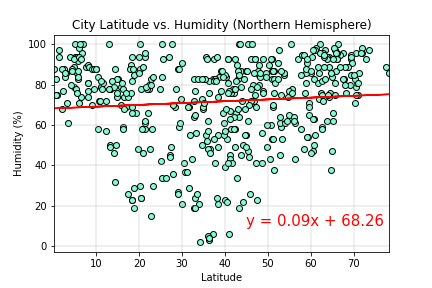 City Latitude vs. Humidity (Northern Hemisphere)
100
80
60
40
20
0
Humidity (%)
y = 0.09x + 68.26
10 20 30 40 50 60 70
Latitude